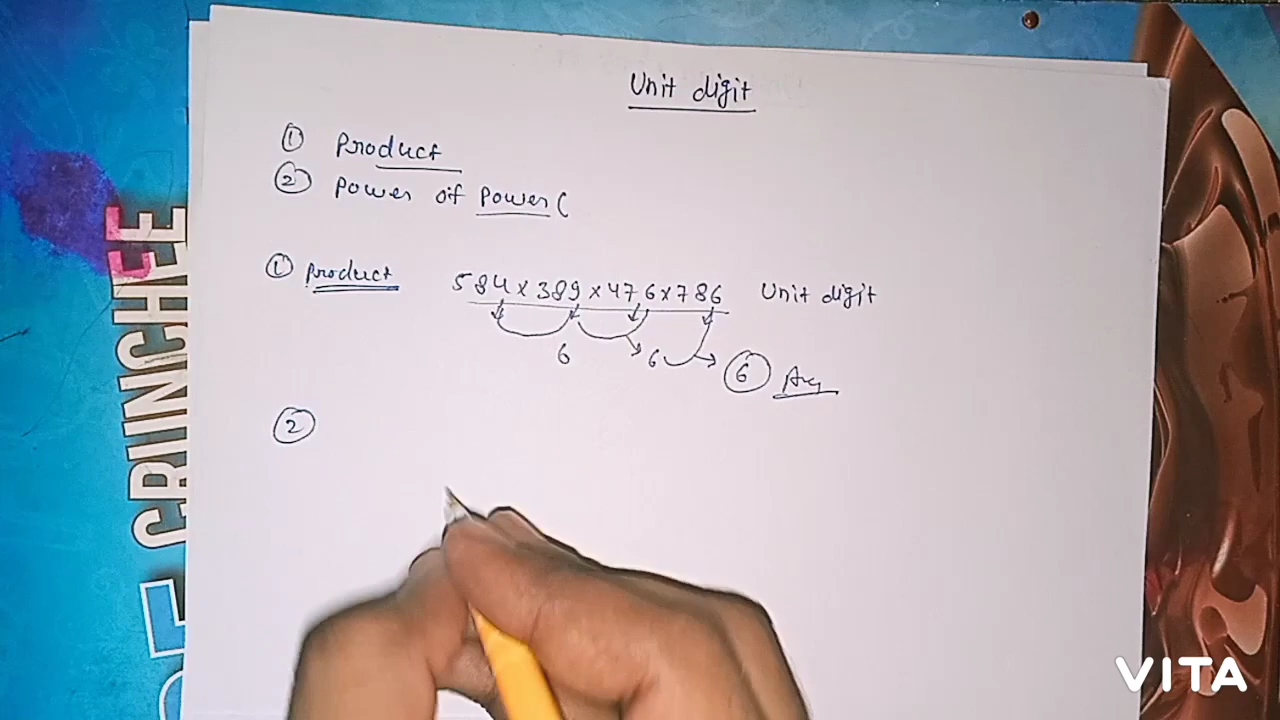 Unit digit
① Product
② Power of Power (
① Product 584 x 389 x 476 x 786 Unit digit
6 6 6 Ans
②
CRUNCHEE
VITA